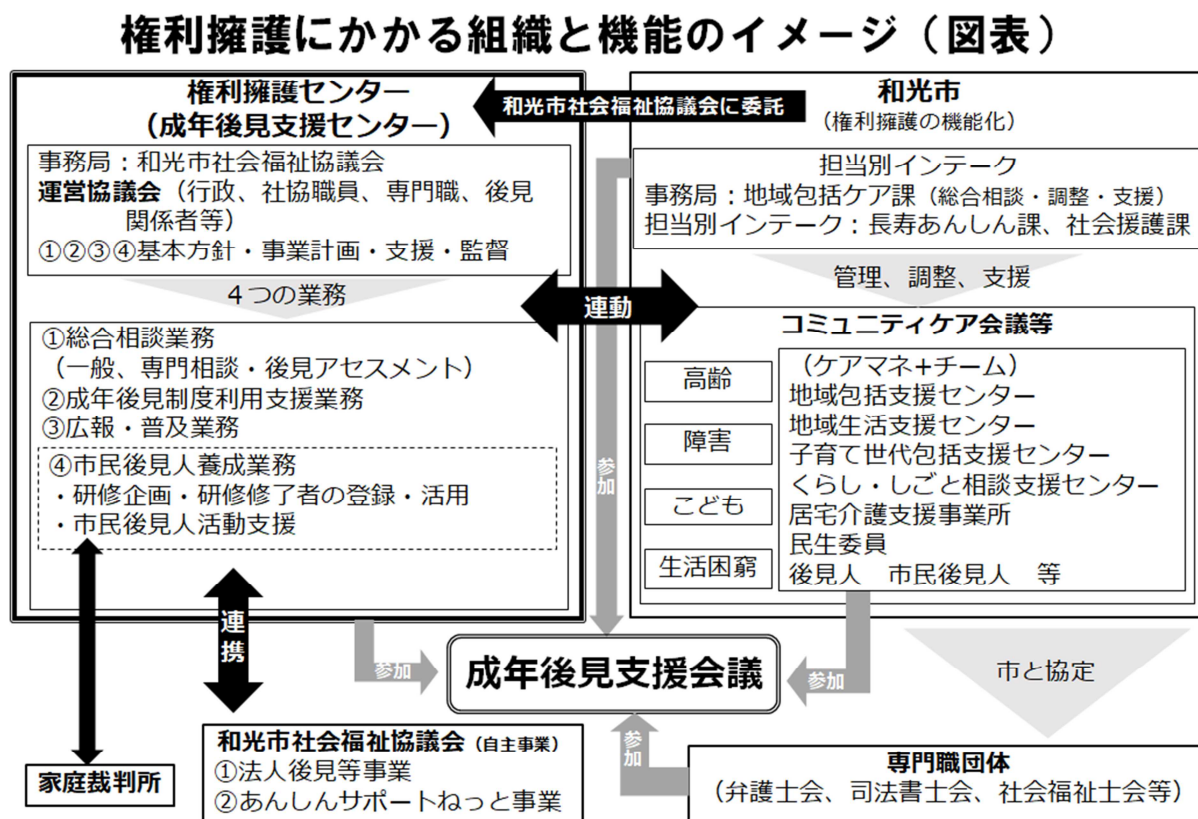 権利擁護にかかる組織と機能のイメージ（図表）
権利擁護センター
（成年後見支援センター）
事務局：和光市社会福祉協議会
運営協議会（行政、社協職員、専門職、後見
関係者等）
①②③④基本方針・事業計画・支援・監督
４つの業務
①総合相談業務
（一般、専門相談・後見アセスメント）
②成年後見制度利用支援業務
③広報・普及業務
④市民後見人養成業務
・研修企画・研修修了者の登録・活用
・市民後見人活動支援
和光市社会福祉協議会に委託
和光市
（権利擁護の機能化）
担当別インテーク
事務局：地域包括ケア課（総合相談・調整・支援）
担当別インテーク：長寿あんしん課、社会援護課
管理、調整、支援
連動
コミュニティケア会議等
高齢
障害
こども
生活困窮
（ケアマネ+チーム）
地域包括支援センター
地域生活支援センター
子育て世代包括支援センター
くらし・しごと相談支援センター
居宅介護支援事業所
民生委員
後見人　市民後見人　等
参加
連携
参加
成年後見支援会議
参加
市と協定
参加
家庭裁判所
和光市社会福祉協議会（自主事業）
①法人後見等事業
②あんしんサポートねっと事業
専門職団体
（弁護士会、司法書士会、社会福祉士会等）